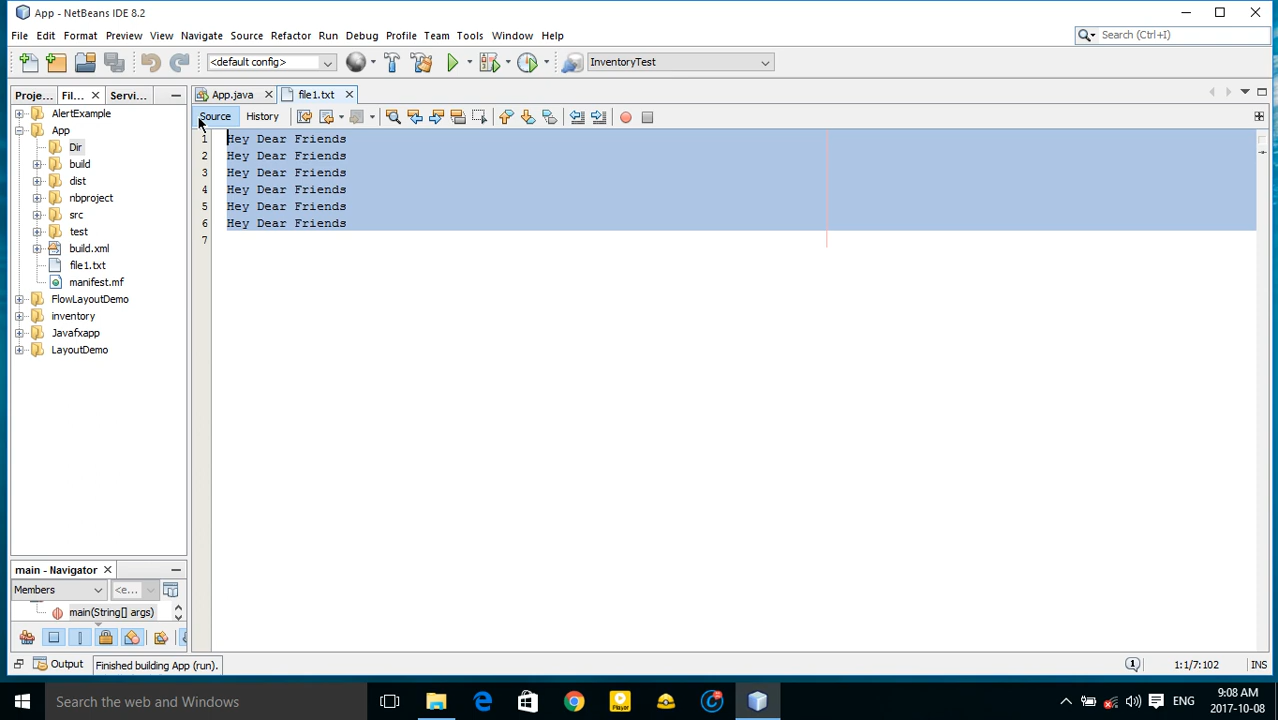 App - NetBeans IDE 8.2
File Edit Format Preview View Navigate Source Refactor Run Debug Profile Team Tools Window Help
Search (Ctrl+I)
<default config>
InventoryTest
Proje... Fil... Servi...
App.java file1.txt
Source History
AlertExample
App
Dir
build
dist
nbproject
src
test
build.xml
file1.txt
manifest.mf
FlowLayoutDemo
inventory
Javafxapp
LayoutDemo
1 Hey Dear Friends
2 Hey Dear Friends
3 Hey Dear Friends
4 Hey Dear Friends
5 Hey Dear Friends
6 Hey Dear Friends
7
main - Navigator
Members <e...
main(String[] args)
Output Finished building App (run).
1 1:1/7:102 INS
Search the web and Windows
Player
ENG
9:08 AM
2017-10-08